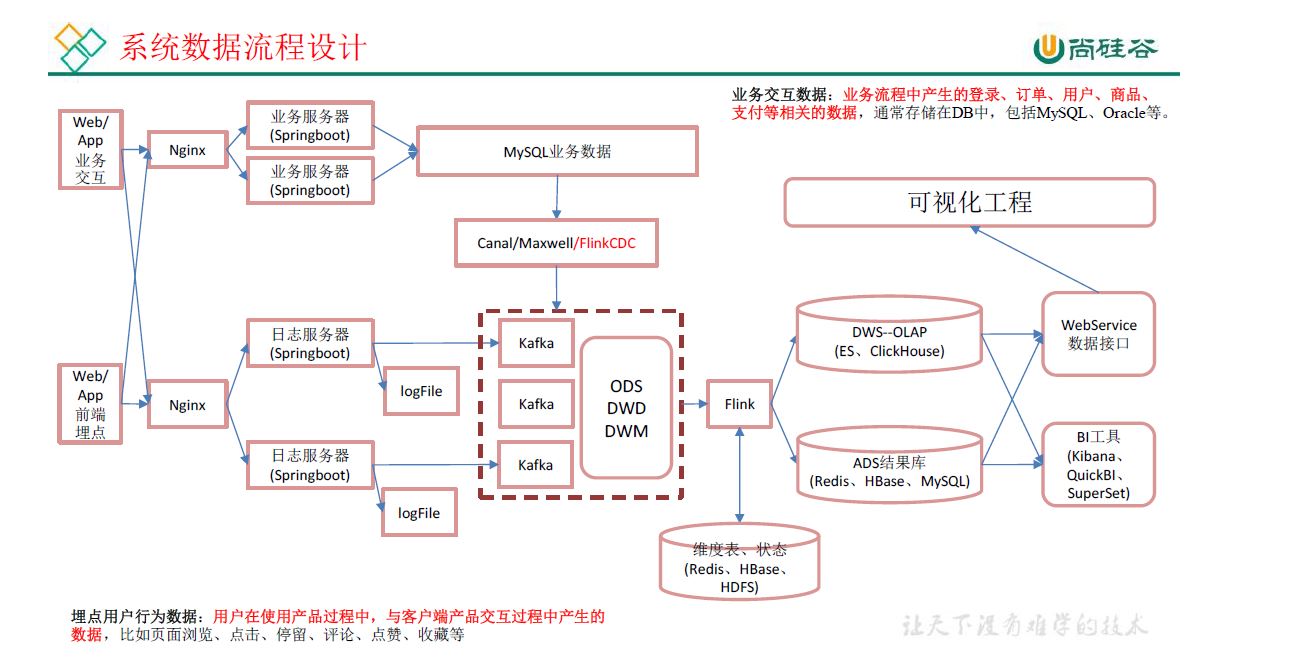 系统数据流程设计
尚硅谷
业务交互数据：业务流程中产生的登录、订单、用户、商品、
支付等相关的数据，通常存储在DB中，包括MySQL、Oracle等。
Web/
App
业务
交互
Nginx
业务服务器
(Springboot)
业务服务器
(Springboot)
MySQL业务数据
Canal/Maxwell/FlinkCDC
可视化工程
Web/
App
前端
埋点
Nginx
日志服务器
(Springboot)
logFile
日志服务器
(Springboot)
logFile
Kafka
Kafka
Kafka
ODS
DWD
DWM
Flink
DWS--OLAP
(ES、ClickHouse)
ADS结果库
(Redis、HBase、MySQL)
WebService
数据接口
BI工具
(Kibana、
QuickBI、
SuperSet)
维度表、状态
(Redis、HBase、
HDFS)
埋点用户行为数据：用户在使用产品过程中，与客户端产品交互过程中产生的
数据，比如页面浏览、点击、停留、评论、点赞、收藏等
让天下没有难学的技术